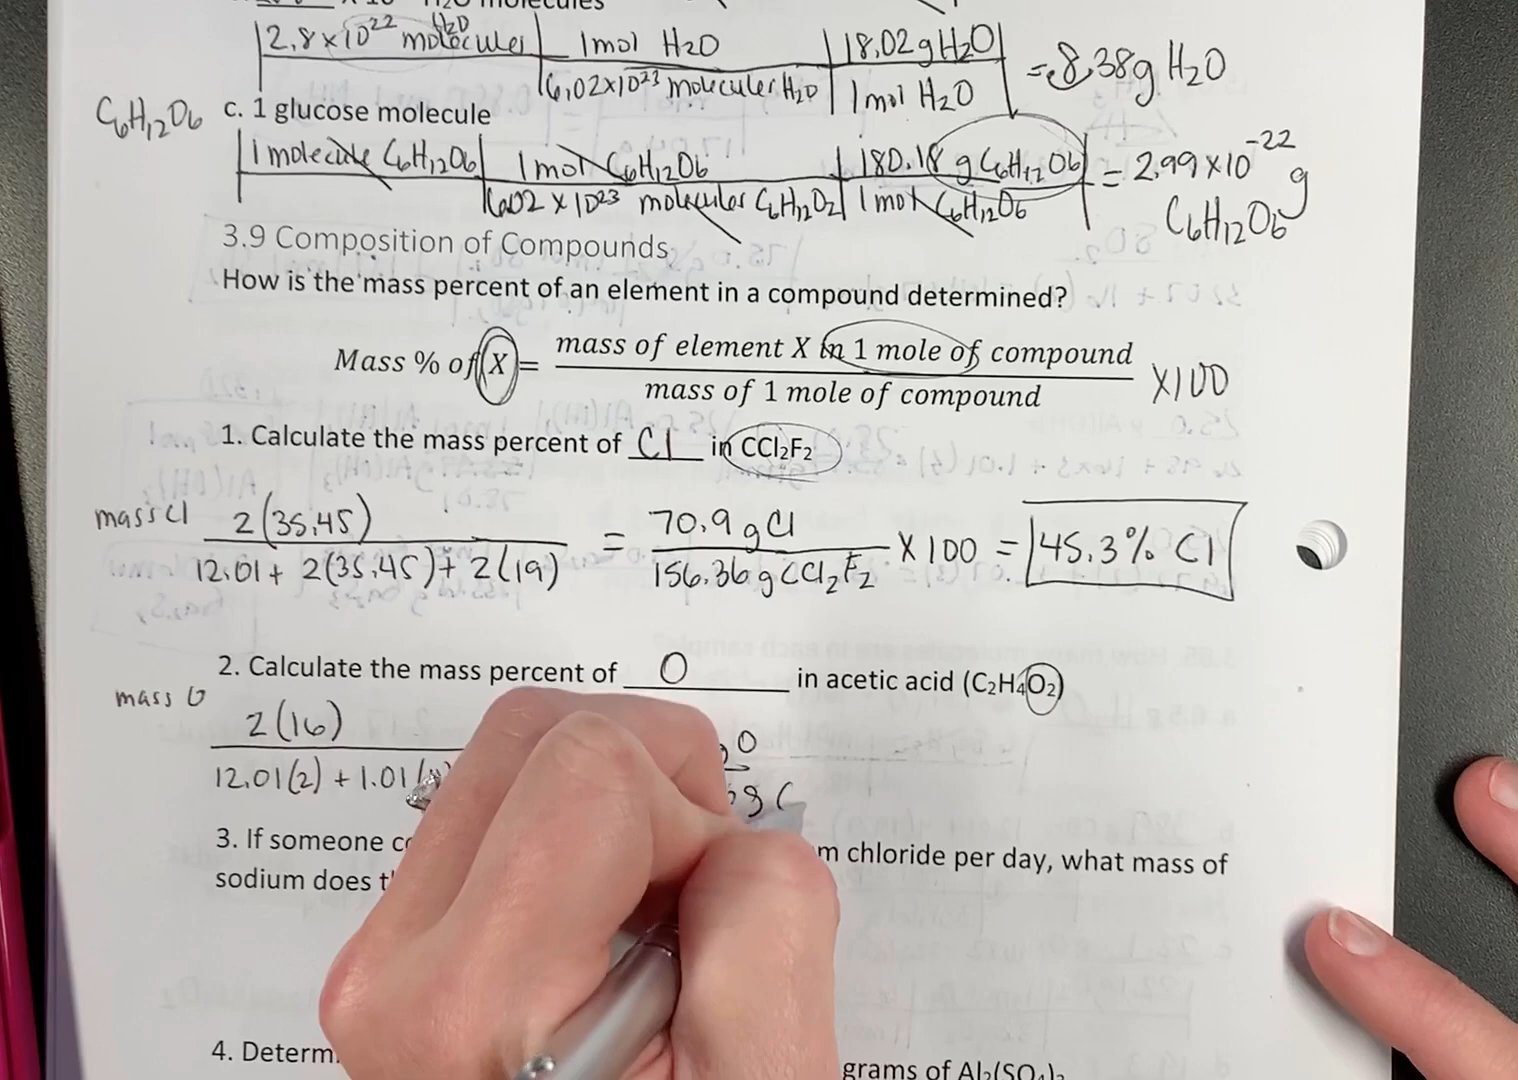 molecules
2.8×10²² H₂O molecules | 1 mol H₂O | 18.02 g H₂O = .838g H₂O
6.02×10²³ molecules H₂O | 1 mol H₂O
C₆H₁₂O₆ c. 1 glucose molecule
1 molecule C₆H₁₂O₆ | 1 mol C₆H₁₂O₆ | 180.18 g C₆H₁₂O₆ = 2.99×10⁻²² g C₆H₁₂O₆
6.02 × 10²³ molecules C₆H₁₂O₂ | 1 mol C₆H₁₂O₆
3.9 Composition of Compounds
How is the mass percent of an element in a compound determined?
Mass % of X = mass of element X in 1 mole of compound
mass of 1 mole of compound ×100
1. Calculate the mass percent of Cl in CCl₂F₂
mass Cl 2(35.45) = 70.9 g Cl × 100 = 45.3% Cl
12.01 + 2(35.45) + 2(19) 156.36 g CCl₂F₂
2. Calculate the mass percent of O in acetic acid (C₂H₄O₂)
mass O 2(16) O
12.01(2) + 1.01( g C
3. If someone m chloride per day, what mass of
sodium does
4. Determ grams of Al₂(SO₄)₃